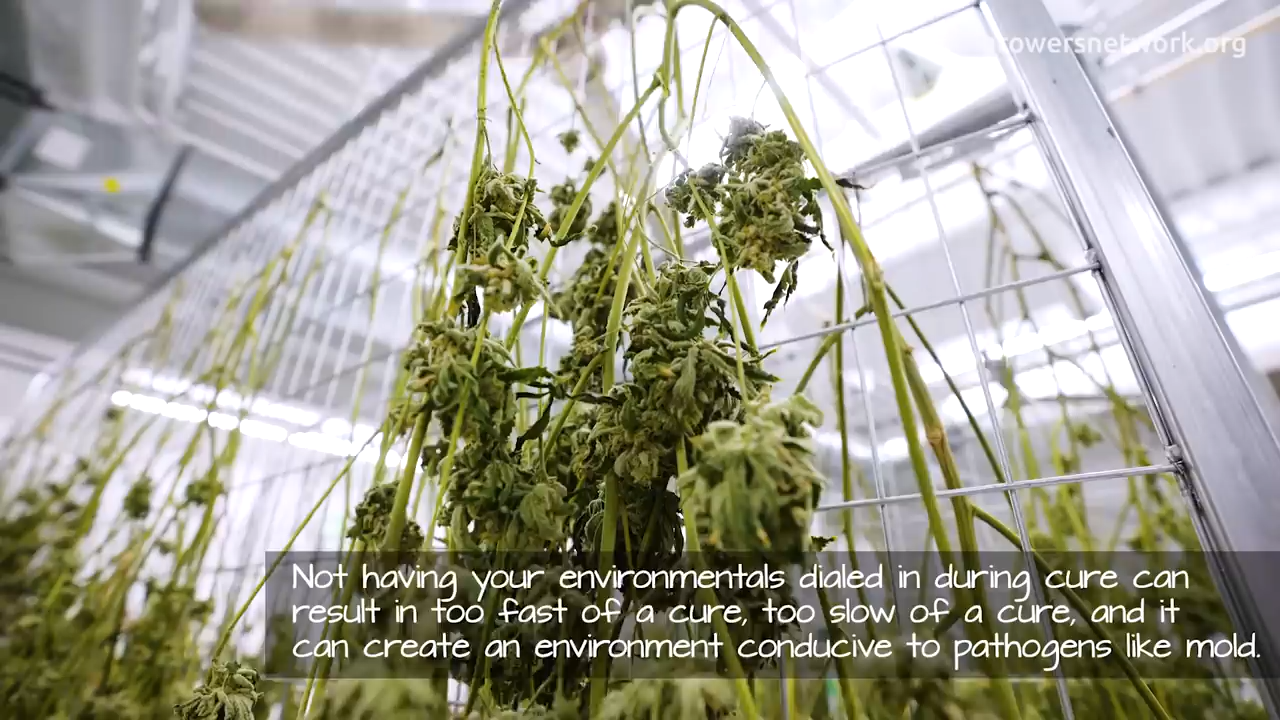 rowersnetwork.org
Not having your environmentals dialed in during cure can
result in too fast of a cure, too slow of a cure, and it
can create an environment conducive to pathogens like mold.